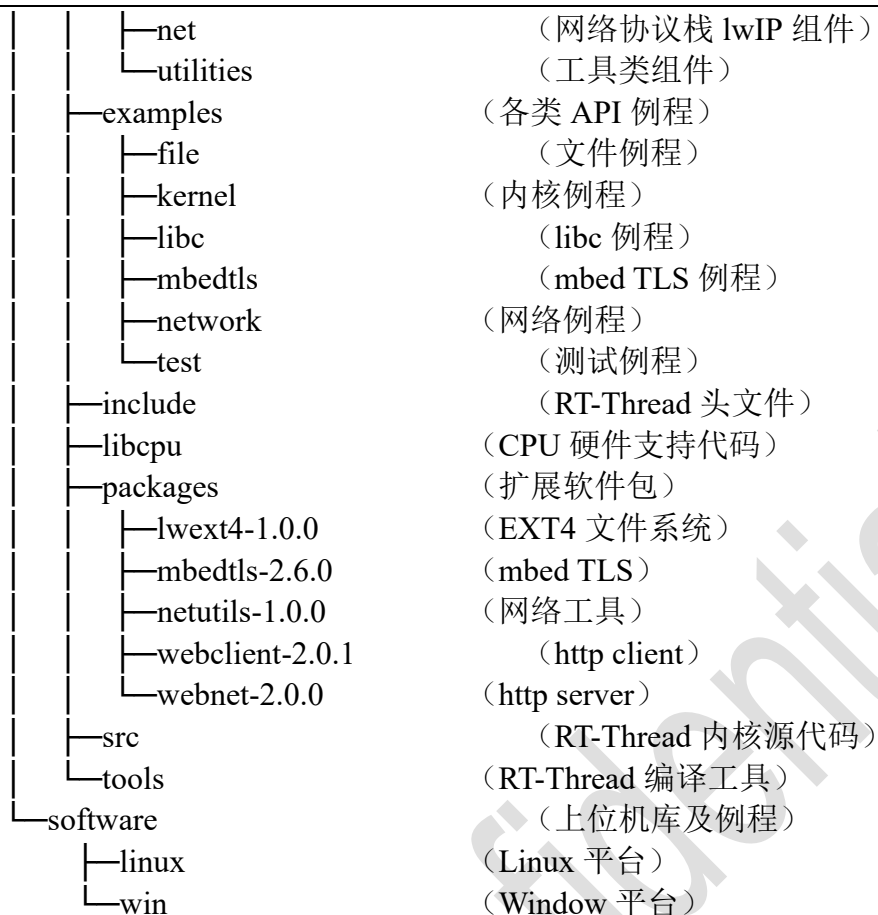 │ │ ├─net （网络协议栈 lwIP 组件）
│ │ └─utilities （工具类组件）
│ ├─examples （各类 API 例程）
│ │ ├─file （文件例程）
│ │ ├─kernel （内核例程）
│ │ ├─libc （libc 例程）
│ │ ├─mbedtls （mbed TLS 例程）
│ │ ├─network （网络例程）
│ │ └─test （测试例程）
│ ├─include （RT-Thread 头文件）
│ ├─libcpu （CPU 硬件支持代码）
│ ├─packages （扩展软件包）
│ │ ├─lwext4-1.0.0 （EXT4 文件系统）
│ │ ├─mbedtls-2.6.0 （mbed TLS）
│ │ ├─netutils-1.0.0 （网络工具）
│ │ ├─webclient-2.0.1 （http client）
│ │ └─webnet-2.0.0 （http server）
│ ├─src （RT-Thread 内核源代码）
│ └─tools （RT-Thread 编译工具）
└─software （上位机库及例程）
├─linux （Linux 平台）
└─win （Window 平台）